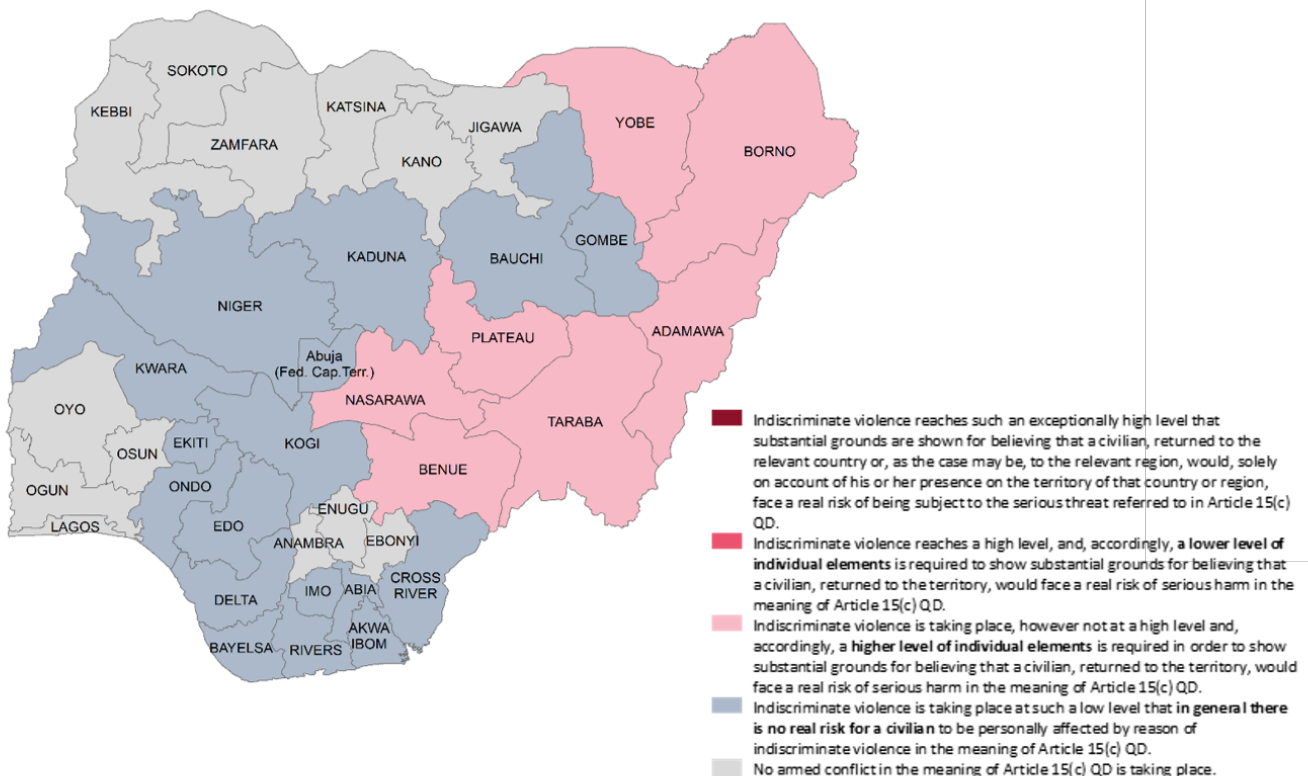 SOKOTO
KEBBI
KATSINA
ZAMFARA
JIGAWA
KANO
YOBE
BORNO
GOMBE
KADUNA
BAUCHI
NIGER
PLATEAU
ADAMAWA
Abuja
(Fed. Cap.Terr.)
KWARA
NASARAWA
OYO
TARABA
EKITI
KOGI
OSUN
BENUE
OGUN
ONDO
ENUGU
LAGOS
EDO
ANAMBRA
EBONYI
CROSS
RIVER
DELTA
IMO
ABIA
AKWA
IBOM
BAYELSA
RIVERS
Indiscriminate violence reaches such an exceptionally high level that
substantial grounds are shown for believing that a civilian, returned to the
relevant country or, as the case may be, to the relevant region, would, solely
on account of his or her presence on the territory of that country or region,
face a real risk of being subject to the serious threat referred to in Article 15(c)
QD.
Indiscriminate violence reaches a high level, and, accordingly, a lower level of
individual elements is required to show substantial grounds for believing that
a civilian, returned to the territory, would face a real risk of serious harm in the
meaning of Article 15(c) QD.
Indiscriminate violence is taking place, however not at a high level and,
accordingly, a higher level of individual elements is required in order to show
substantial grounds for believing that a civilian, returned to the territory, would
face a real risk of serious harm in the meaning of Article 15(c) QD.
Indiscriminate violence is taking place at such a low level that in general there
is no real risk for a civilian to be personally affected by reason of
indiscriminate violence in the meaning of Article 15(c) QD.
No armed conflict in the meaning of Article 15(c) QD is taking place.